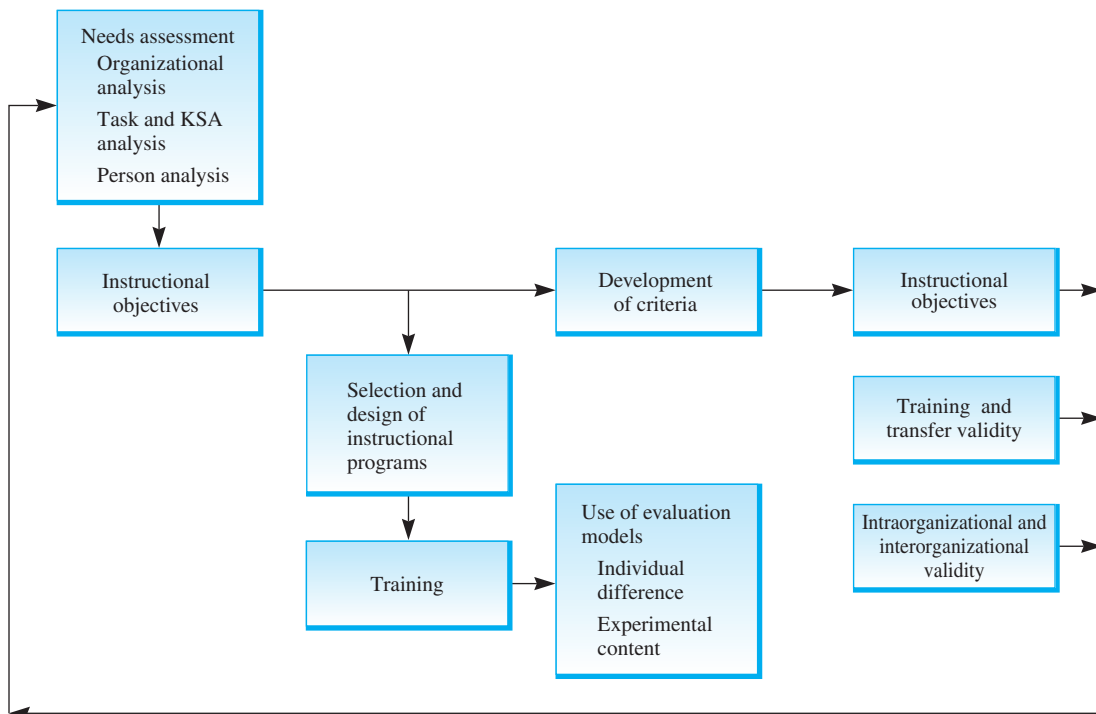 Needs assessment
Organizational
analysis
Task and KSA
analysis
Person analysis
Instructional
objectives
Development
of criteria
Instructional
objectives
Selection and
design of
instructional
programs
Training and
transfer validity
Use of evaluation
models
Individual
difference
Experimental
content
Intraorganizational and
interorganizational
validity
Training